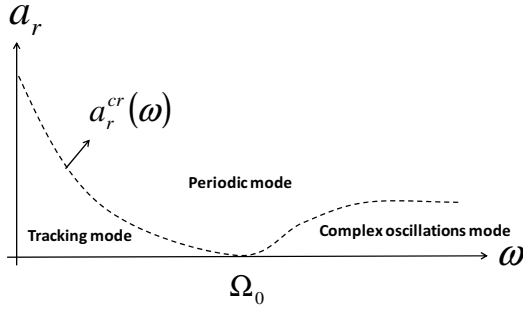 a_r
a_r^{cr}(ω)
Periodic mode
Tracking mode
Complex oscillations mode
ω
Ω_0